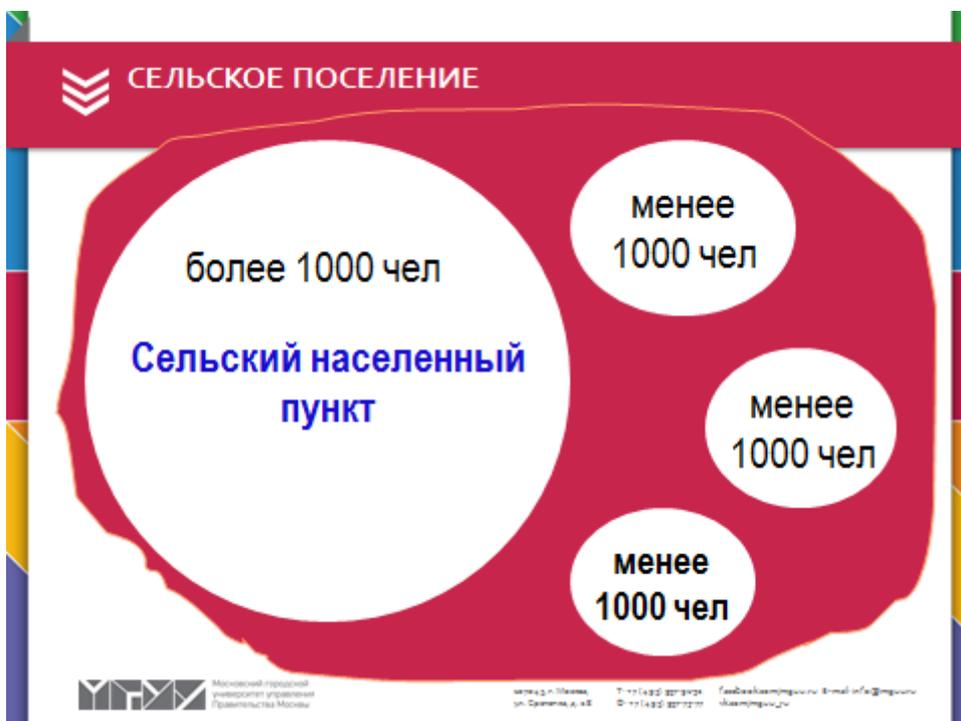 СЕЛЬСКОЕ ПОСЕЛЕНИЕ
более 1000 чел
Сельский населенный
пункт
менее
1000 чел
менее
1000 чел
менее
1000 чел
МГУУ
Московский городской
университет управления
Правительства Москвы